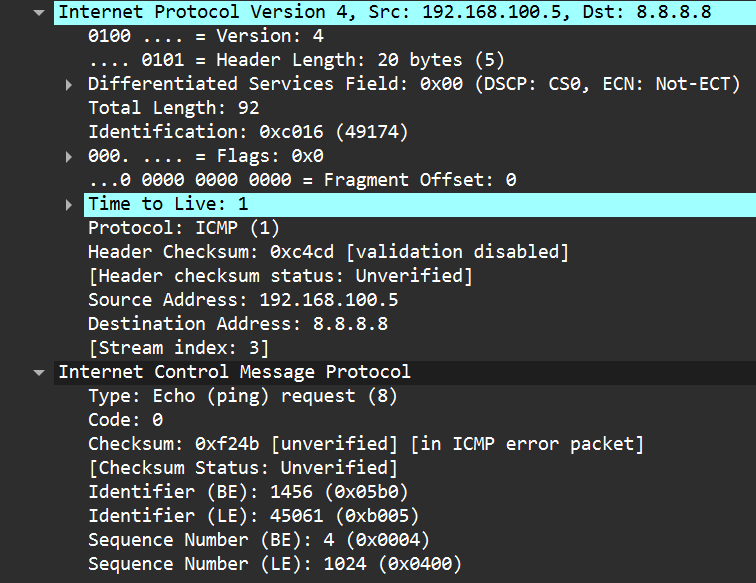 Internet Protocol Version 4, Src: 192.168.100.5, Dst: 8.8.8.8
0100 .... = Version: 4
.... 0101 = Header Length: 20 bytes (5)
Differentiated Services Field: 0x00 (DSCP: CS0, ECN: Not-ECT)
Total Length: 92
Identification: 0xc016 (49174)
000. .... = Flags: 0x0
...0 0000 0000 0000 = Fragment Offset: 0
Time to Live: 1
Protocol: ICMP (1)
Header Checksum: 0xc4cd [validation disabled]
[Header checksum status: Unverified]
Source Address: 192.168.100.5
Destination Address: 8.8.8.8
[Stream index: 3]
Internet Control Message Protocol
Type: Echo (ping) request (8)
Code: 0
Checksum: 0xf24b [unverified] [in ICMP error packet]
[Checksum Status: Unverified]
Identifier (BE): 1456 (0x05b0)
Identifier (LE): 45061 (0xb005)
Sequence Number (BE): 4 (0x0004)
Sequence Number (LE): 1024 (0x0400)